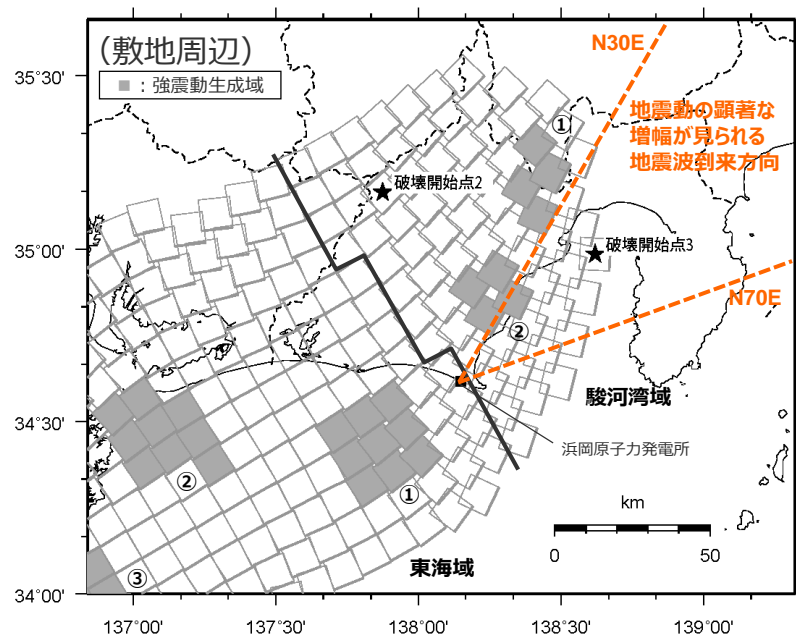 (敷地周辺)
■ : 強震動生成域
N30E
地震動の顕著な
増幅が見られる
地震波到来方向
①
破壊開始点2
破壊開始点3
N70E
②
駿河湾域
浜岡原子力発電所
②
①
③
東海域
km
0 50
35°30'
35°00'
34°30'
34°00'
137°00' 137°30' 138°00' 138°30' 139°00'